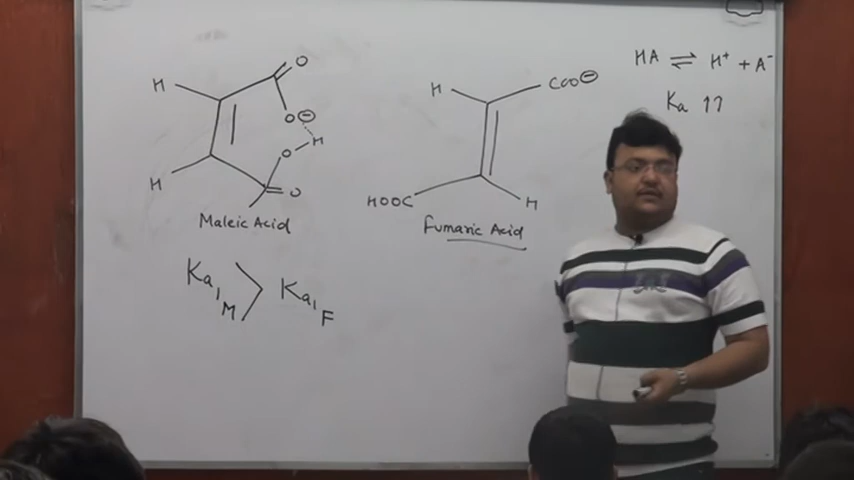 HA ⇌ H⁺ + A⁻
Ka ↑↑
H
O
O⊖
O
H
H
O
Maleic Acid
H
COO⊖
HOOC
H
Fumaric Acid
Ka₁M > Ka₁F